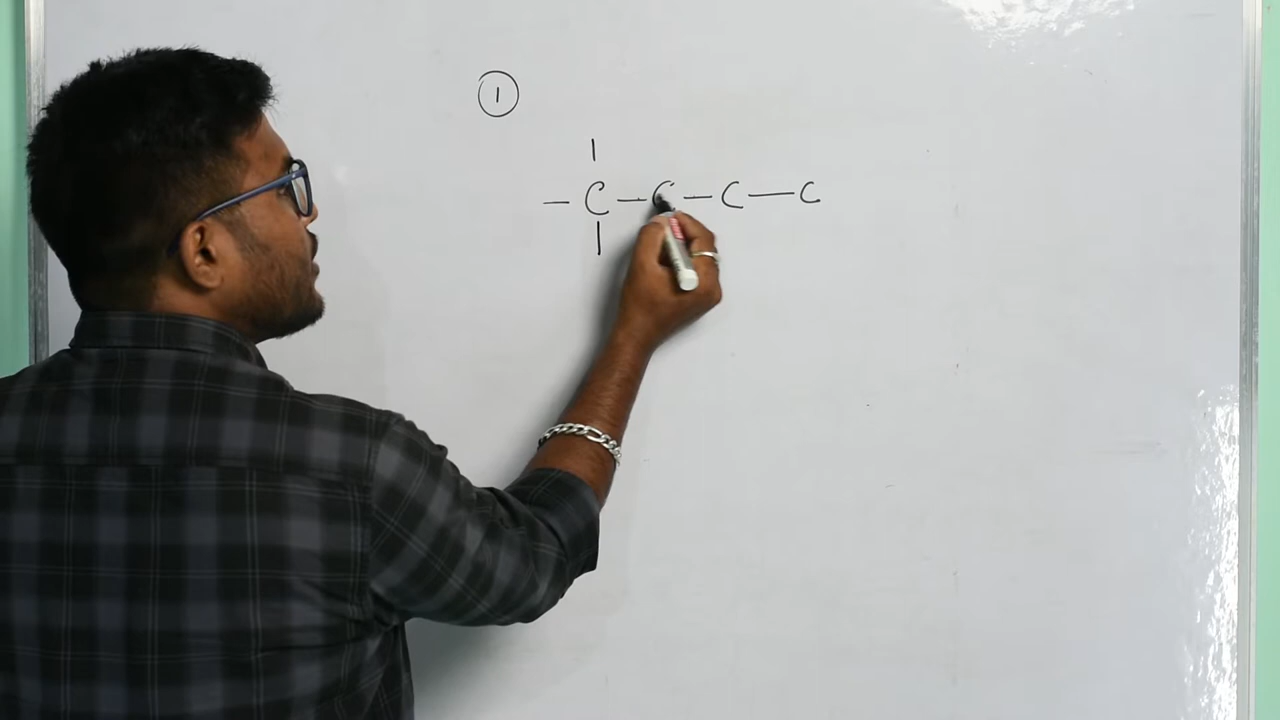 ①
— C — C — C — C